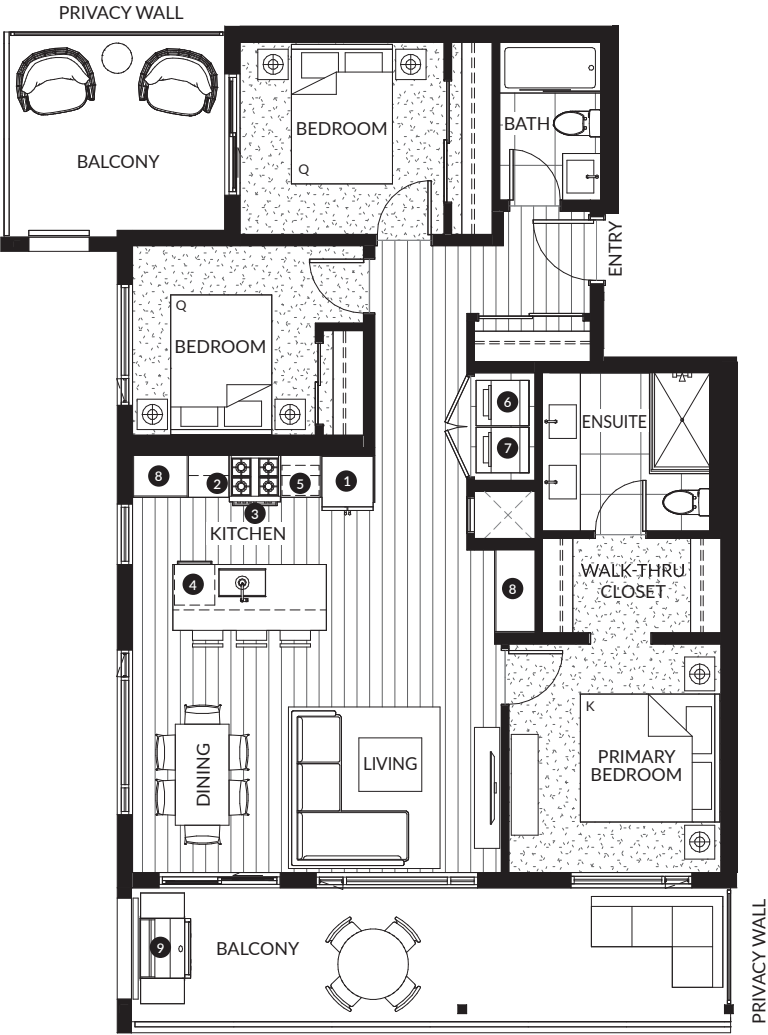 PRIVACY WALL
BALCONY
BEDROOM
Q
BATH
ENTRY
Q
BEDROOM
6
7
ENSUITE
8
2
3
5
1
KITCHEN
4
8
WALK-THRU
CLOSET
K
PRIMARY
BEDROOM
DINING
LIVING
9
BALCONY
PRIVACY WALL